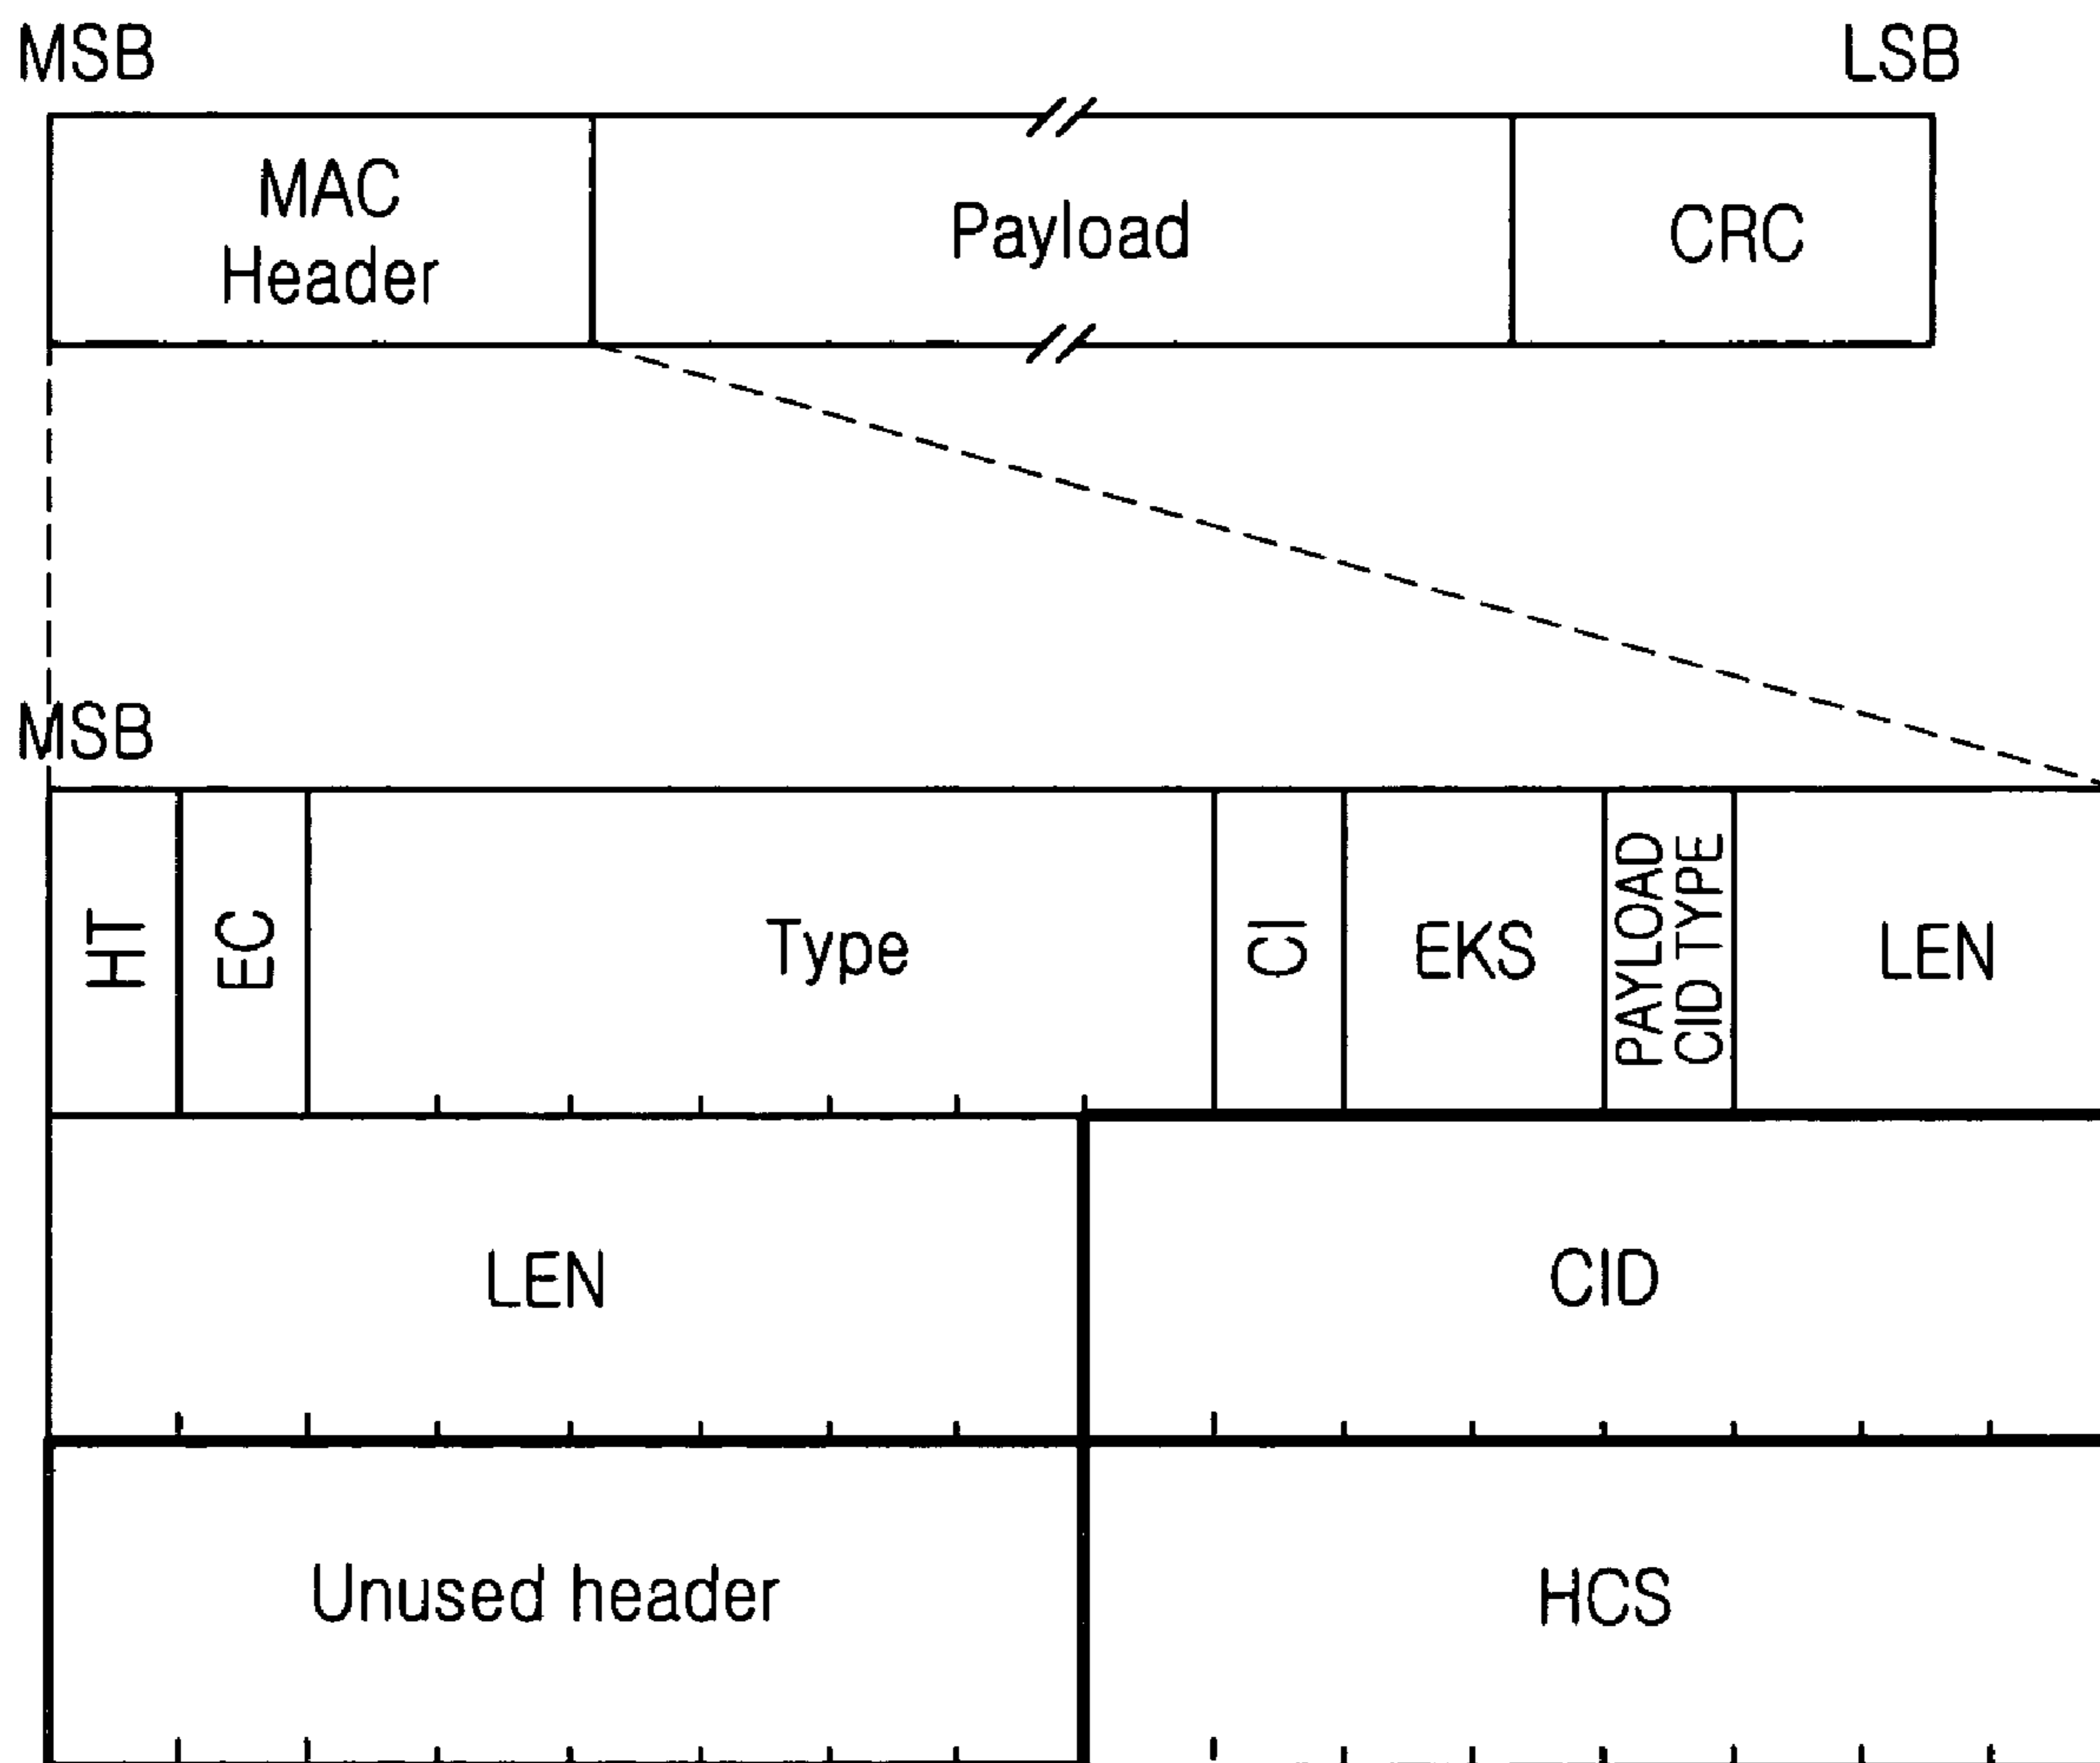 MSB
LSB
MAC
Header
Payload
CRC
MSB
HT
EC
Type
CI
EKS
PAYLOAD
CID TYPE
LEN
LEN
CID
Unused header
HCS